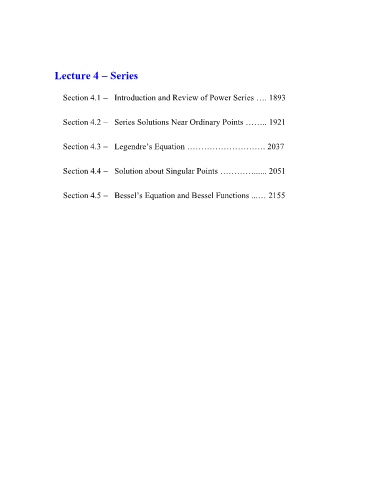 Lecture 4 – Series
Section 4.1 – Introduction and Review of Power Series …. 1893
Section 4.2 – Series Solutions Near Ordinary Points …….. 1921
Section 4.3 – Legendre’s Equation ………………………. 2037
Section 4.4 – Solution about Singular Points …………...... 2051
Section 4.5 – Bessel’s Equation and Bessel Functions ..…. 2155